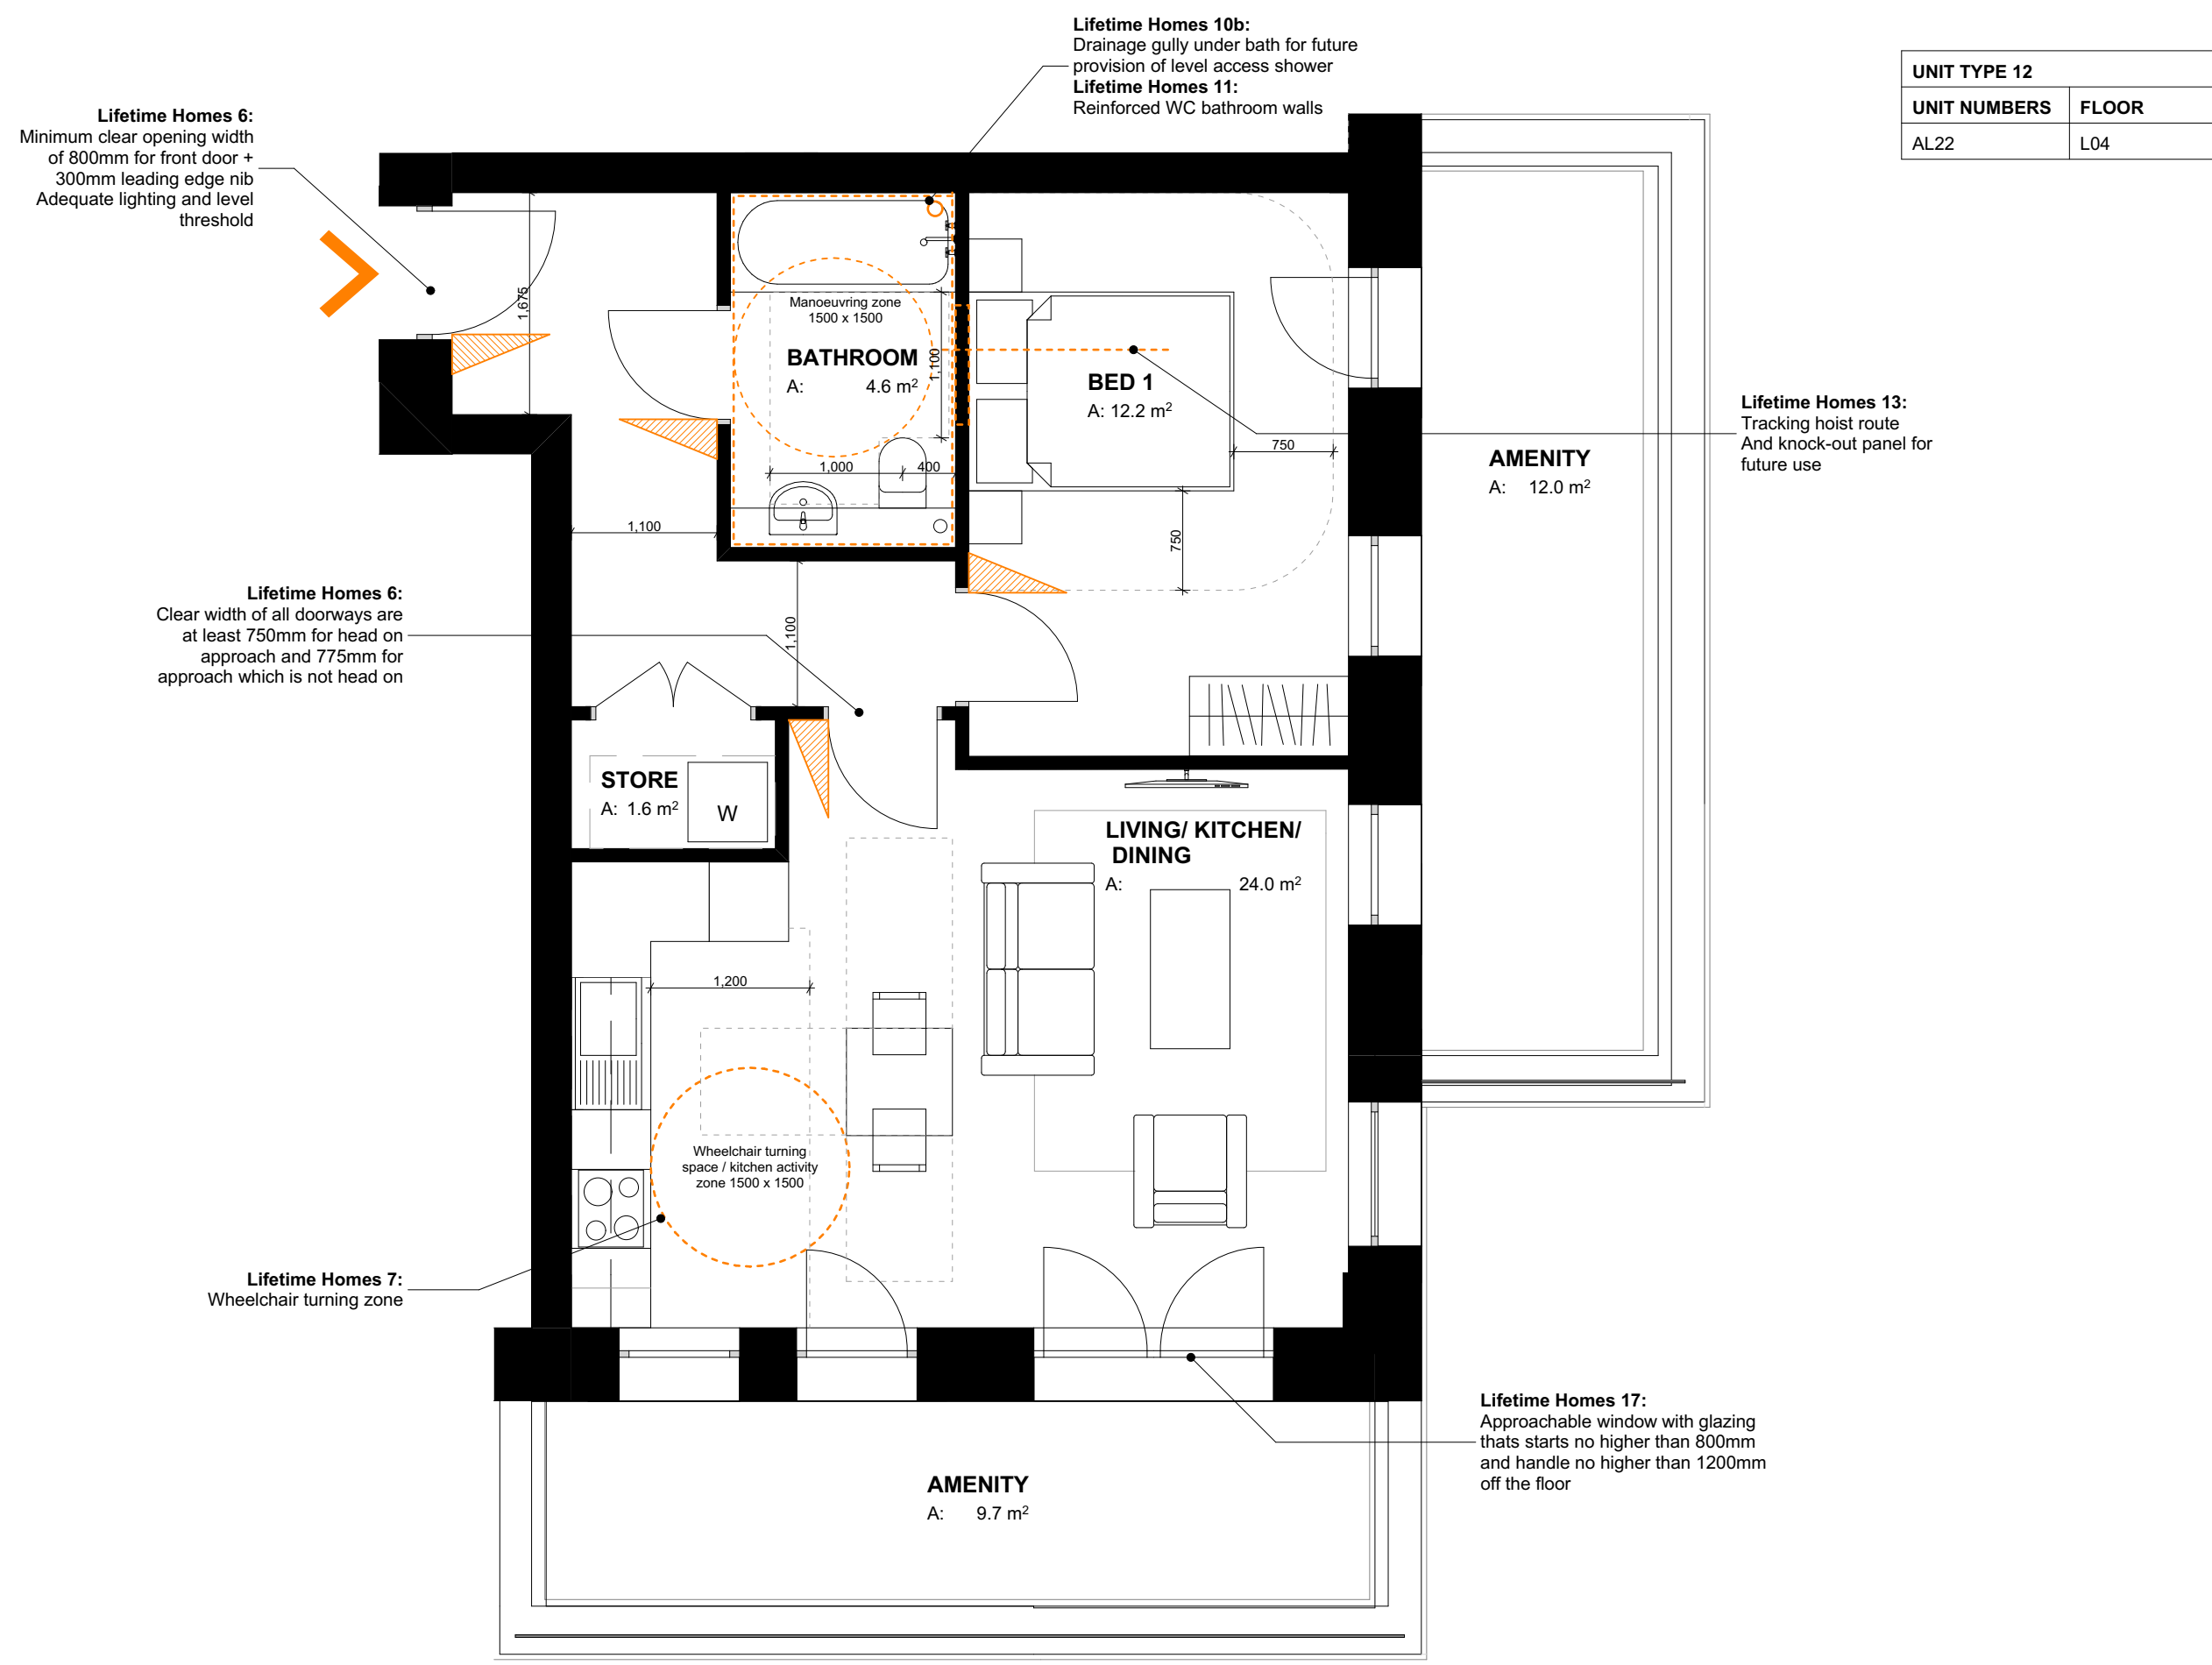 Lifetime Homes 10b:
Drainage gully under bath for future
provision of level access shower
Lifetime Homes 11:
Reinforced WC bathroom walls
UNIT TYPE 12
UNIT NUMBERS FLOOR
AL22 L04
Lifetime Homes 6:
Minimum clear opening width
of 800mm for front door +
300mm leading edge nib
Adequate lighting and level
threshold
1,675
Manoeuvring zone
1500 x 1500
BATHROOM
A: 4.6 m²
1,100
1,000 400
BED 1
A: 12.2 m²
750
750
Lifetime Homes 13:
Tracking hoist route
And knock-out panel for
future use
AMENITY
A: 12.0 m²
1,100
1,100
Lifetime Homes 6:
Clear width of all doorways are
at least 750mm for head on
approach and 775mm for
approach which is not head on
STORE
A: 1.6 m²
W
LIVING/ KITCHEN/
DINING
A: 24.0 m²
1,200
Wheelchair turning
space / kitchen activity
zone 1500 x 1500
Lifetime Homes 7:
Wheelchair turning zone
Lifetime Homes 17:
Approachable window with glazing
thats starts no higher than 800mm
and handle no higher than 1200mm
off the floor
AMENITY
A: 9.7 m²